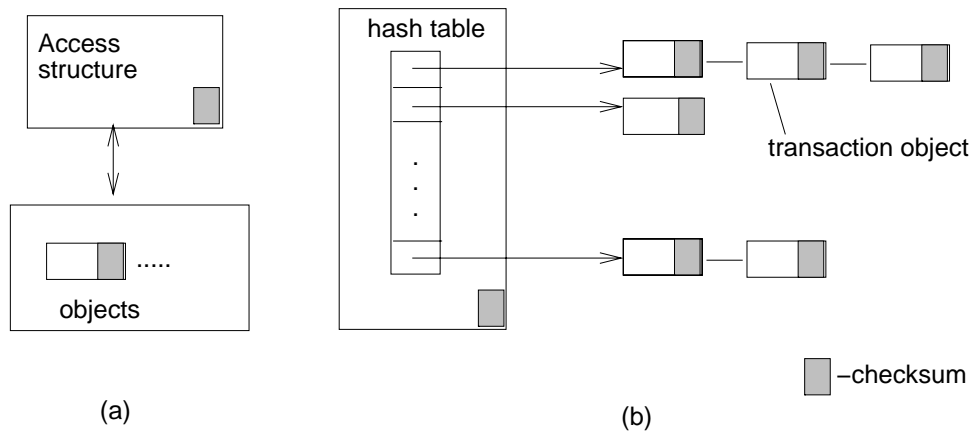 Access
structure
.....
objects
(a)
hash table
.
.
.
transaction object
–checksum
(b)